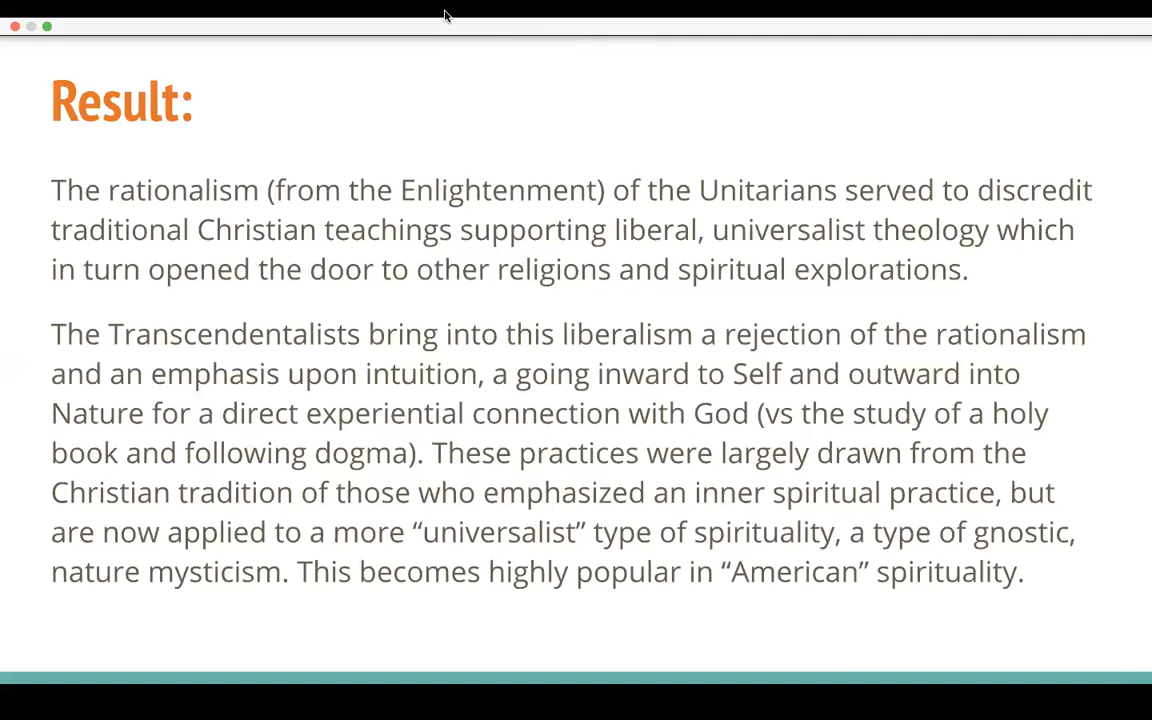 Result:
The rationalism (from the Enlightenment) of the Unitarians served to discredit
traditional Christian teachings supporting liberal, universalist theology which
in turn opened the door to other religions and spiritual explorations.
The Transcendentalists bring into this liberalism a rejection of the rationalism
and an emphasis upon intuition, a going inward to Self and outward into
Nature for a direct experiential connection with God (vs the study of a holy
book and following dogma). These practices were largely drawn from the
Christian tradition of those who emphasized an inner spiritual practice, but
are now applied to a more “universalist” type of spirituality, a type of gnostic,
nature mysticism. This becomes highly popular in “American” spirituality.